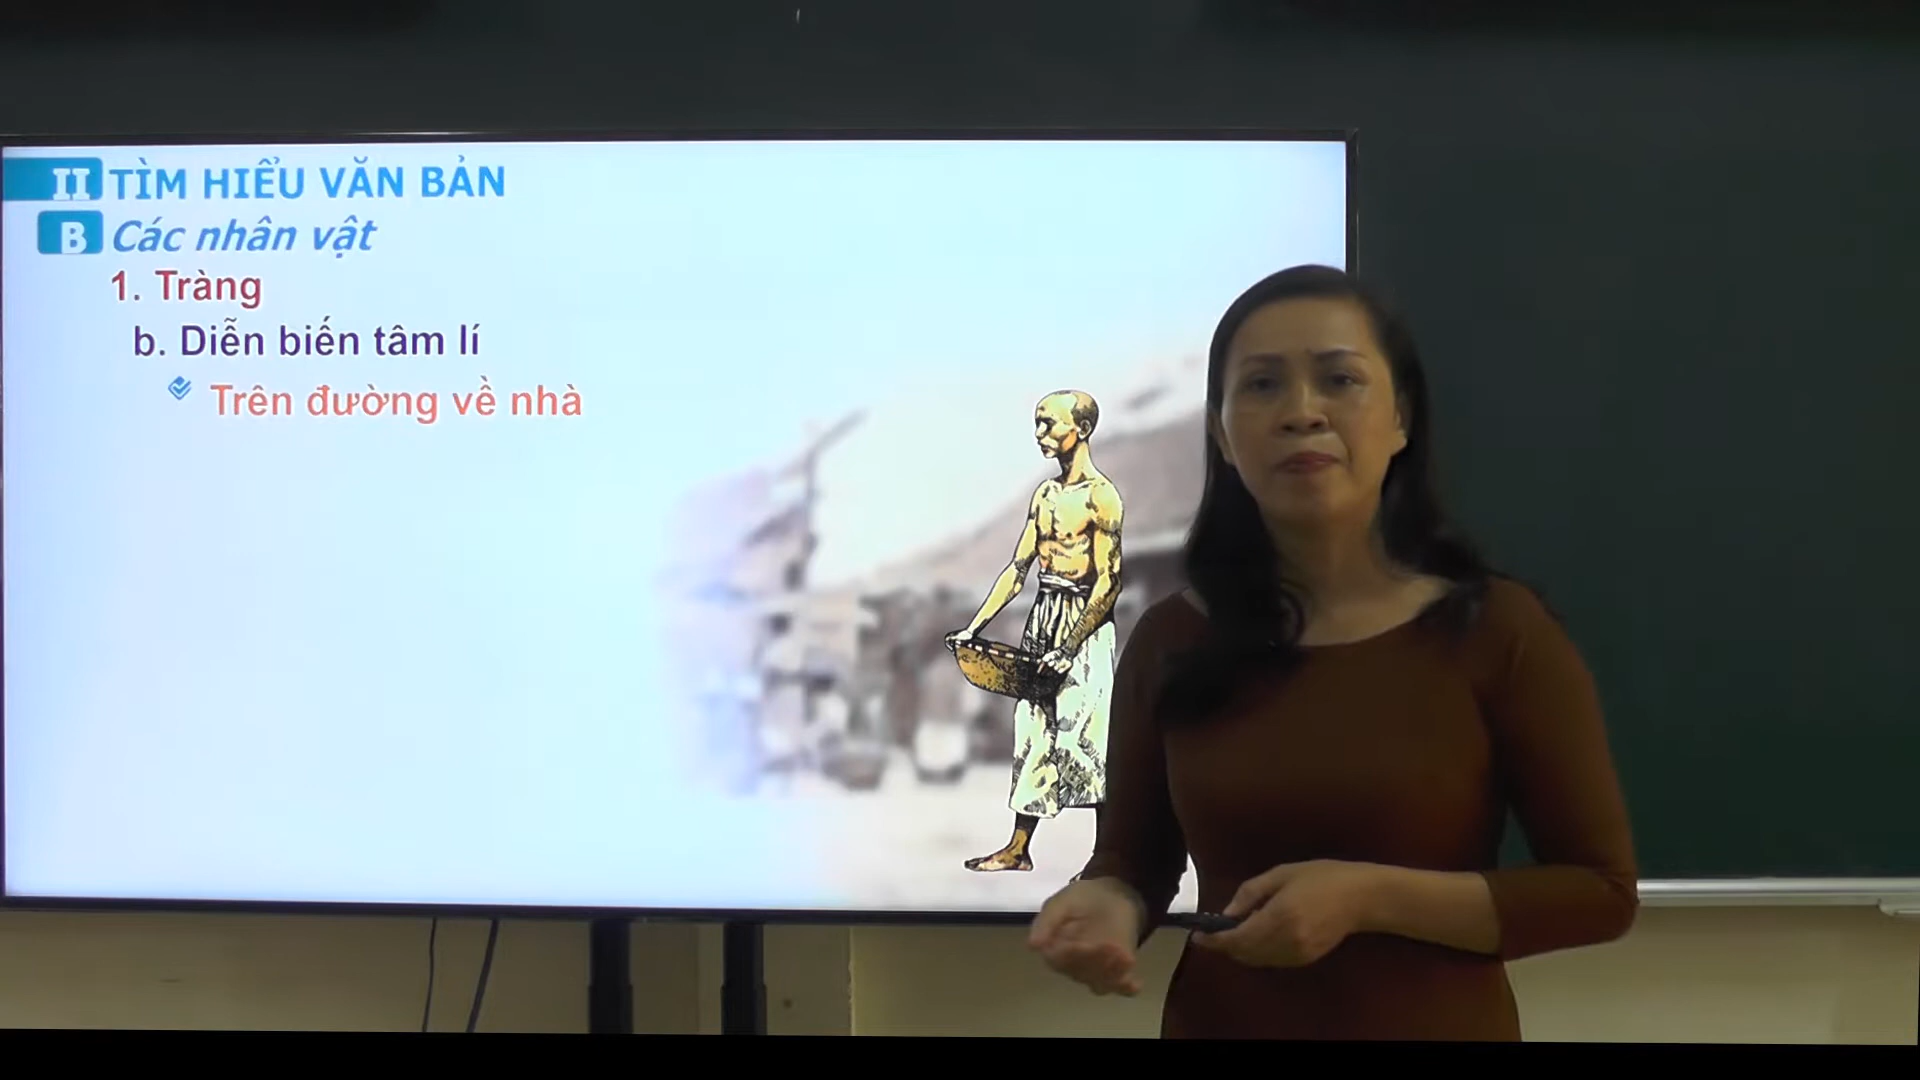 II TÌM HIỂU VĂN BẢN
B Các nhân vật
1. Tràng
b. Diễn biến tâm lí
Trên đường về nhà